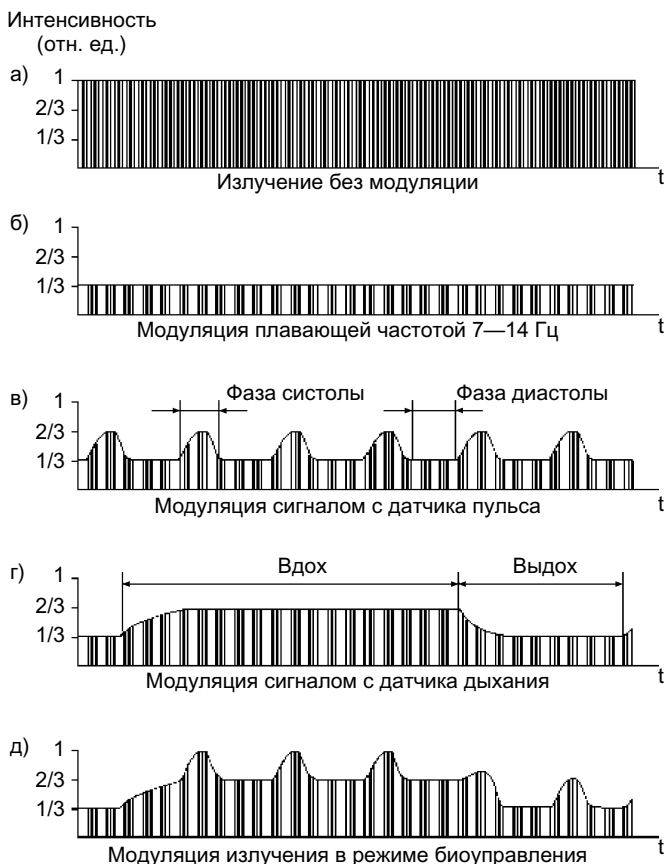 Интенсивность
(отн. ед.)
а) 1
2/3
1/3
t
Излучение без модуляции
б) 1
2/3
1/3
t
Модуляция плавающей частотой 7—14 Гц
в) 1
Фаза систолы Фаза диастолы
2/3
1/3
t
Модуляция сигналом с датчика пульса
г) 1
Вдох Выдох
2/3
1/3
t
Модуляция сигналом с датчика дыхания
д) 1
2/3
1/3
t
Модуляция излучения в режиме биоуправления